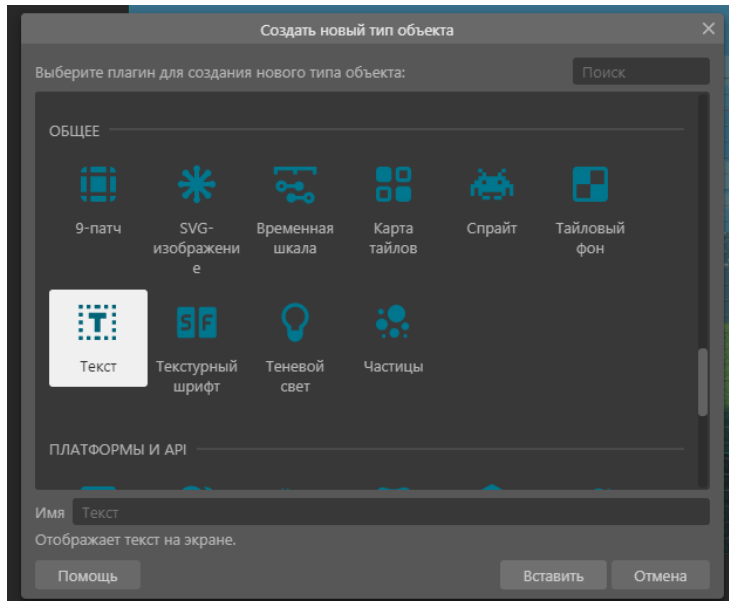 Создать новый тип объекта
Выберите плагин для создания нового типа объекта:
Поиск
ОБЩЕЕ
9-патч
SVG-
изображени
е
Временная
шкала
Карта
тайлов
Спрайт
Тайловый
фон
Текст
Текстурный
шрифт
Теневой
свет
Частицы
ПЛАТФОРМЫ И API
Имя Текст
Отображает текст на экране.
Помощь
Вставить
Отмена